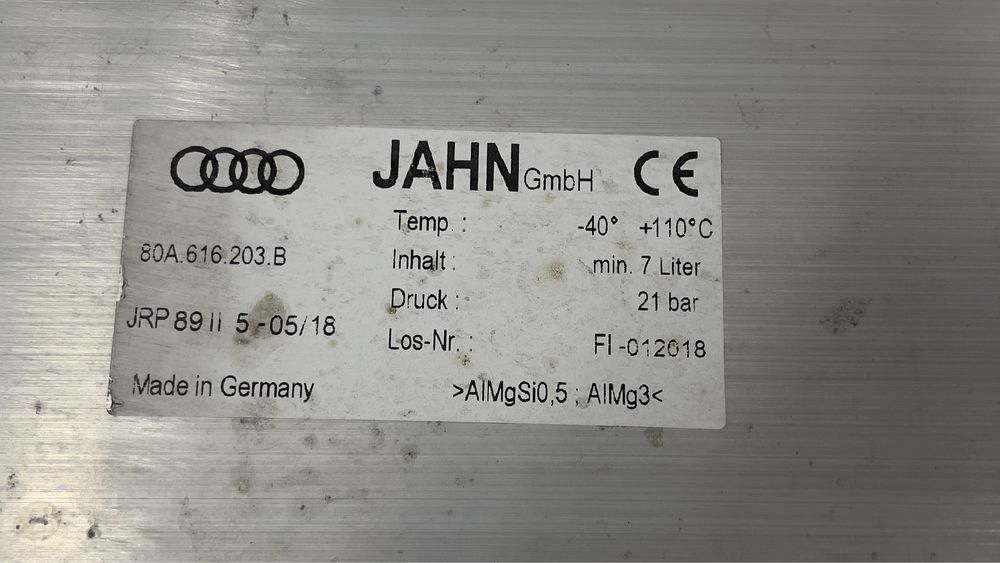 JAHN GmbH CE
Temp. : -40° +110°C
80A.616.203.B
Inhalt : min. 7 Liter
Druck : 21 bar
JRP 89 II 5 -05/18
Los-Nr. : FI -012018
Made in Germany
>AlMgSi0,5 ; AlMg3<